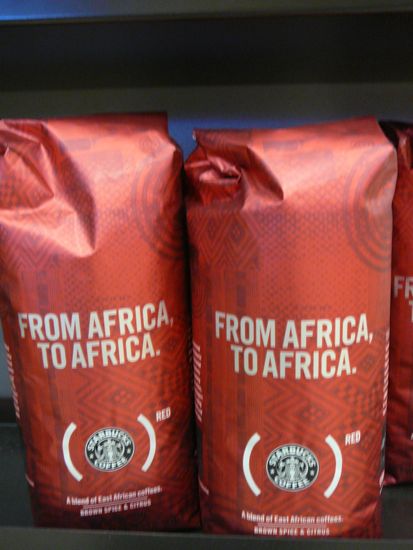 FROM AFRICA,
TO AFRICA.
( STARBUCKS COFFEE ) RED
A blend of East African coffees.
BROWN SPICE & CITRUS
FROM AFRICA,
TO AFRICA.
( STARBUCKS COFFEE ) RED
A blend of East African coffees.
BROWN SPICE & CITRUS
FR